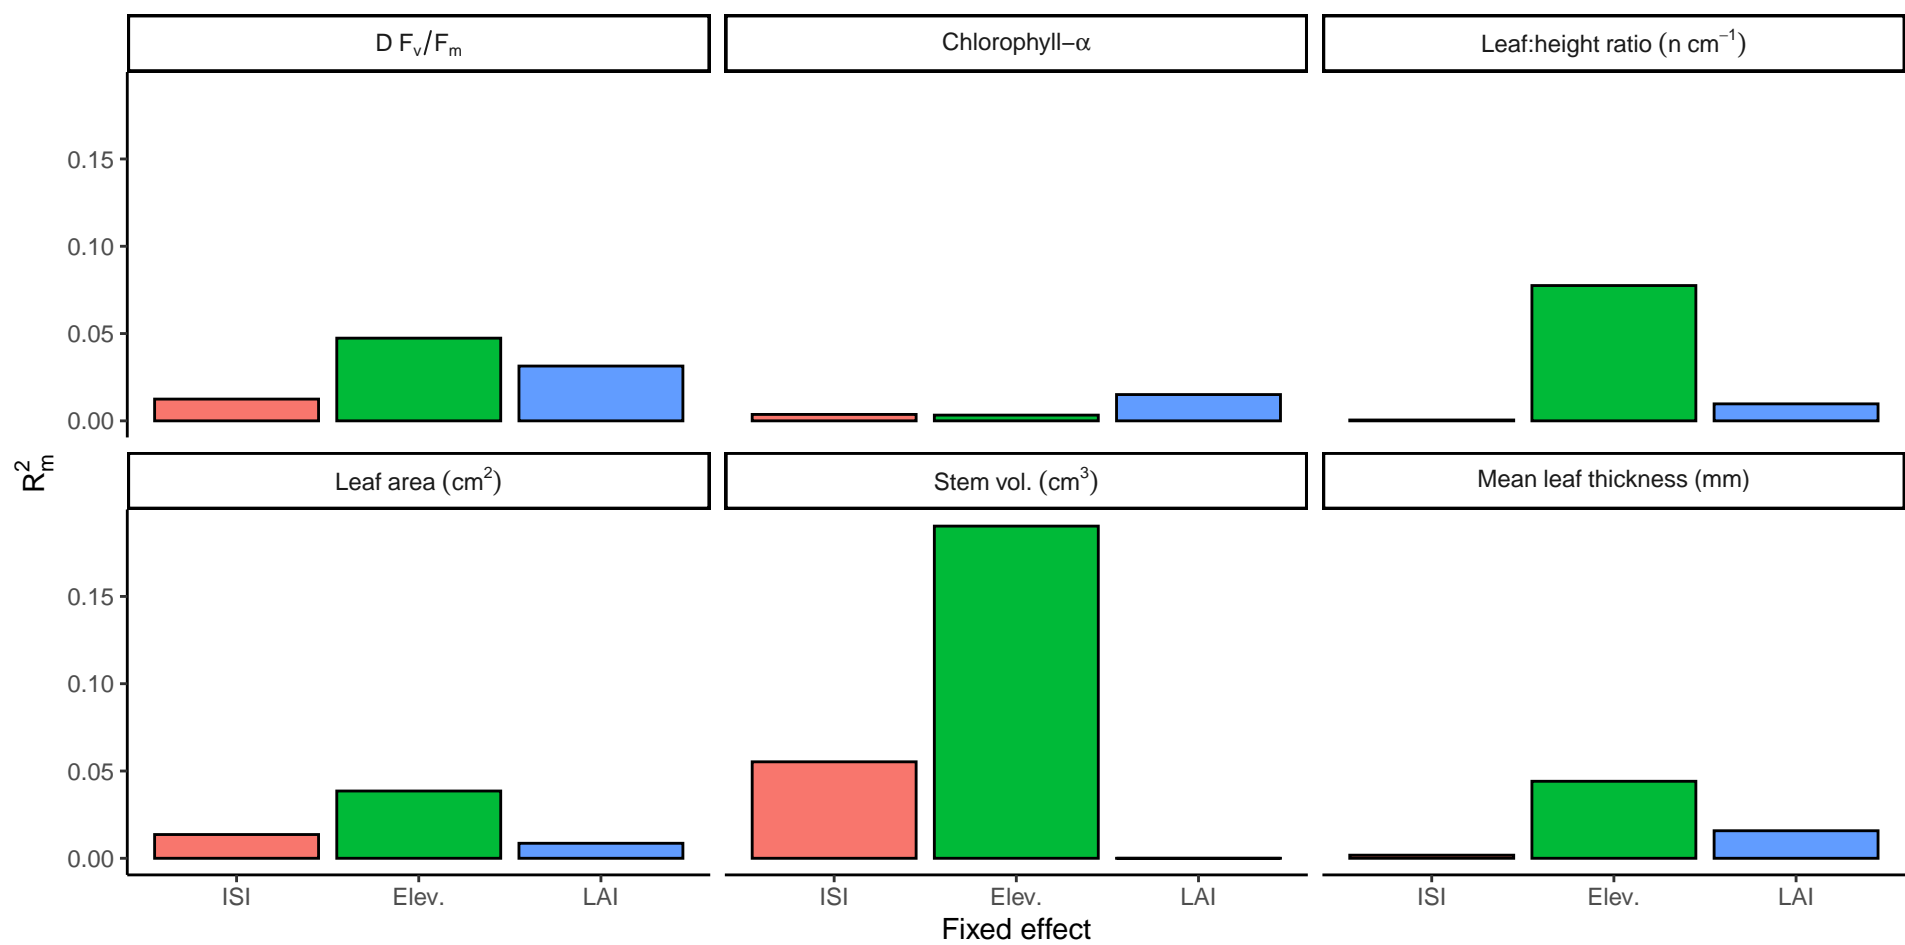 D Fᵥ/Fₘ
Chlorophyll−α
Leaf:height ratio (n cm⁻¹)
0.15
0.10
0.05
0.00
R²ₘ
Leaf area (cm²)
Stem vol. (cm³)
Mean leaf thickness (mm)
0.15
0.10
0.05
0.00
ISI Elev. LAI
ISI Elev. LAI
ISI Elev. LAI
Fixed effect